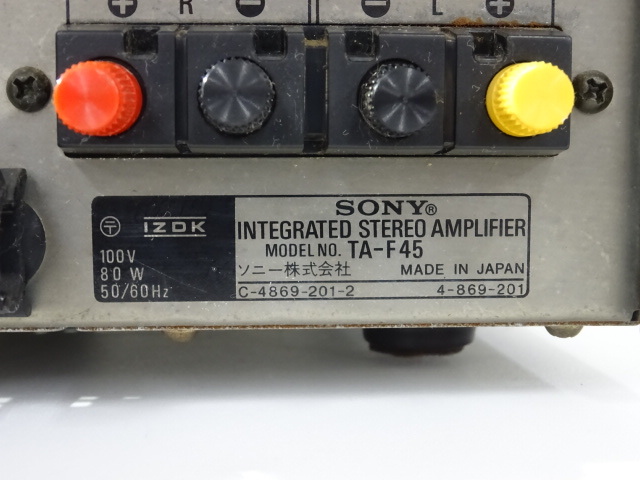 R L
〒 IZDK
100V
80 W
50/60Hz
SONY®
INTEGRATED STEREO AMPLIFIER
MODEL NO. TA-F45
ソニー株式会社 MADE IN JAPAN
C-4869-201-2 4-869-201